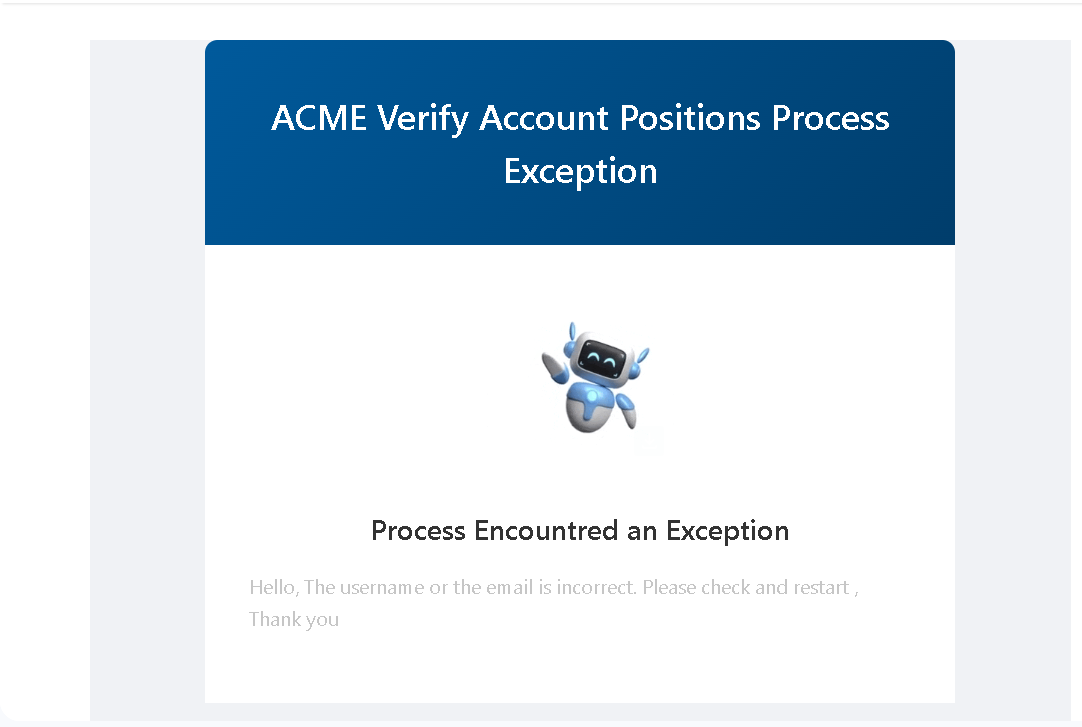 ACME Verify Account Positions Process
Exception
Process Encountred an Exception
Hello, The username or the email is incorrect. Please check and restart ,
Thank you